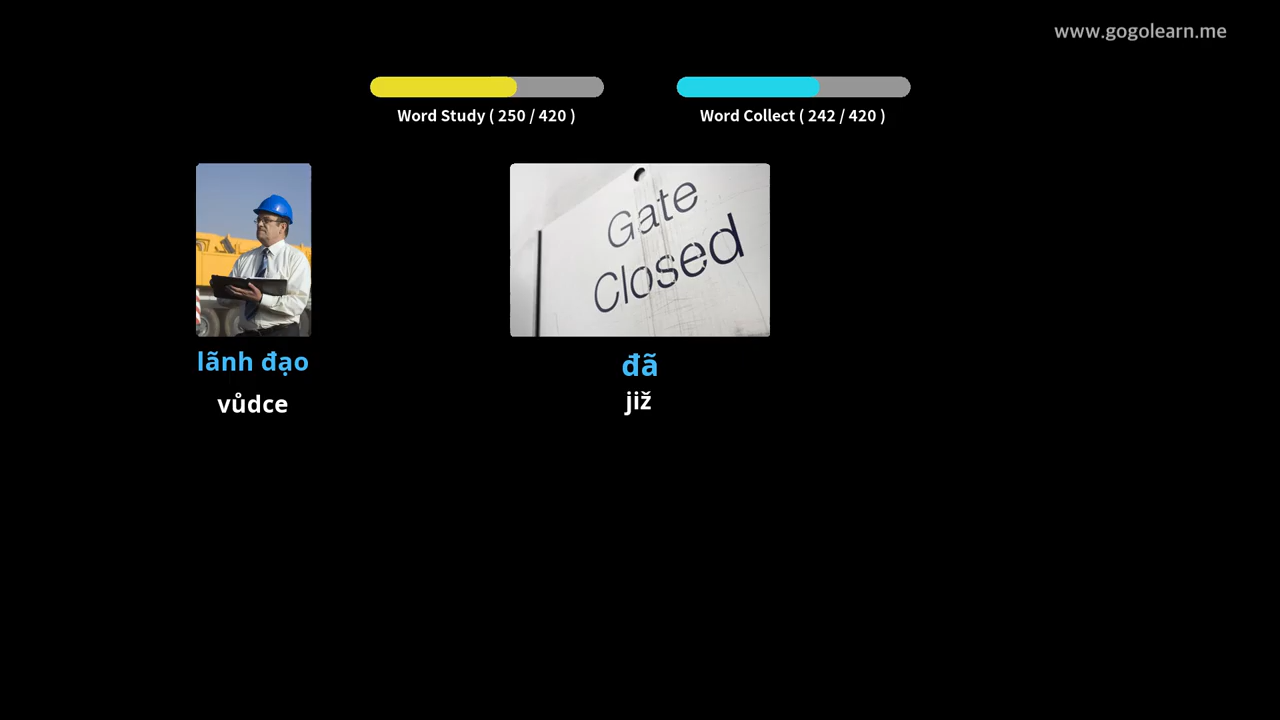 www.gogolearn.me
Word Study ( 250 / 420 )
Word Collect ( 242 / 420 )
Gate
Closed
lãnh đạo
vůdce
đã
již